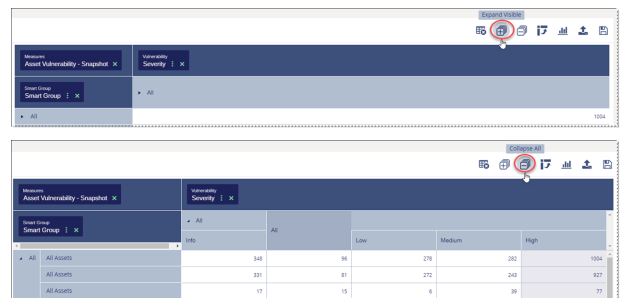 Expand Visible
Measures
Asset Vulnerability - Snapshot ×
Vulnerability
Severity ⋮ ×
Smart Group
Smart Group ⋮ ×
▸ All
▸ All 1004
Collapse All
Measures
Asset Vulnerability - Snapshot ×
Vulnerability
Severity ⋮ ×
Smart Group
Smart Group ⋮ ×
All
All
Info Low Medium High
All All Assets 348 96 278 282 1004
All Assets 331 81 272 243 927
All Assets 17 15 6 39 77